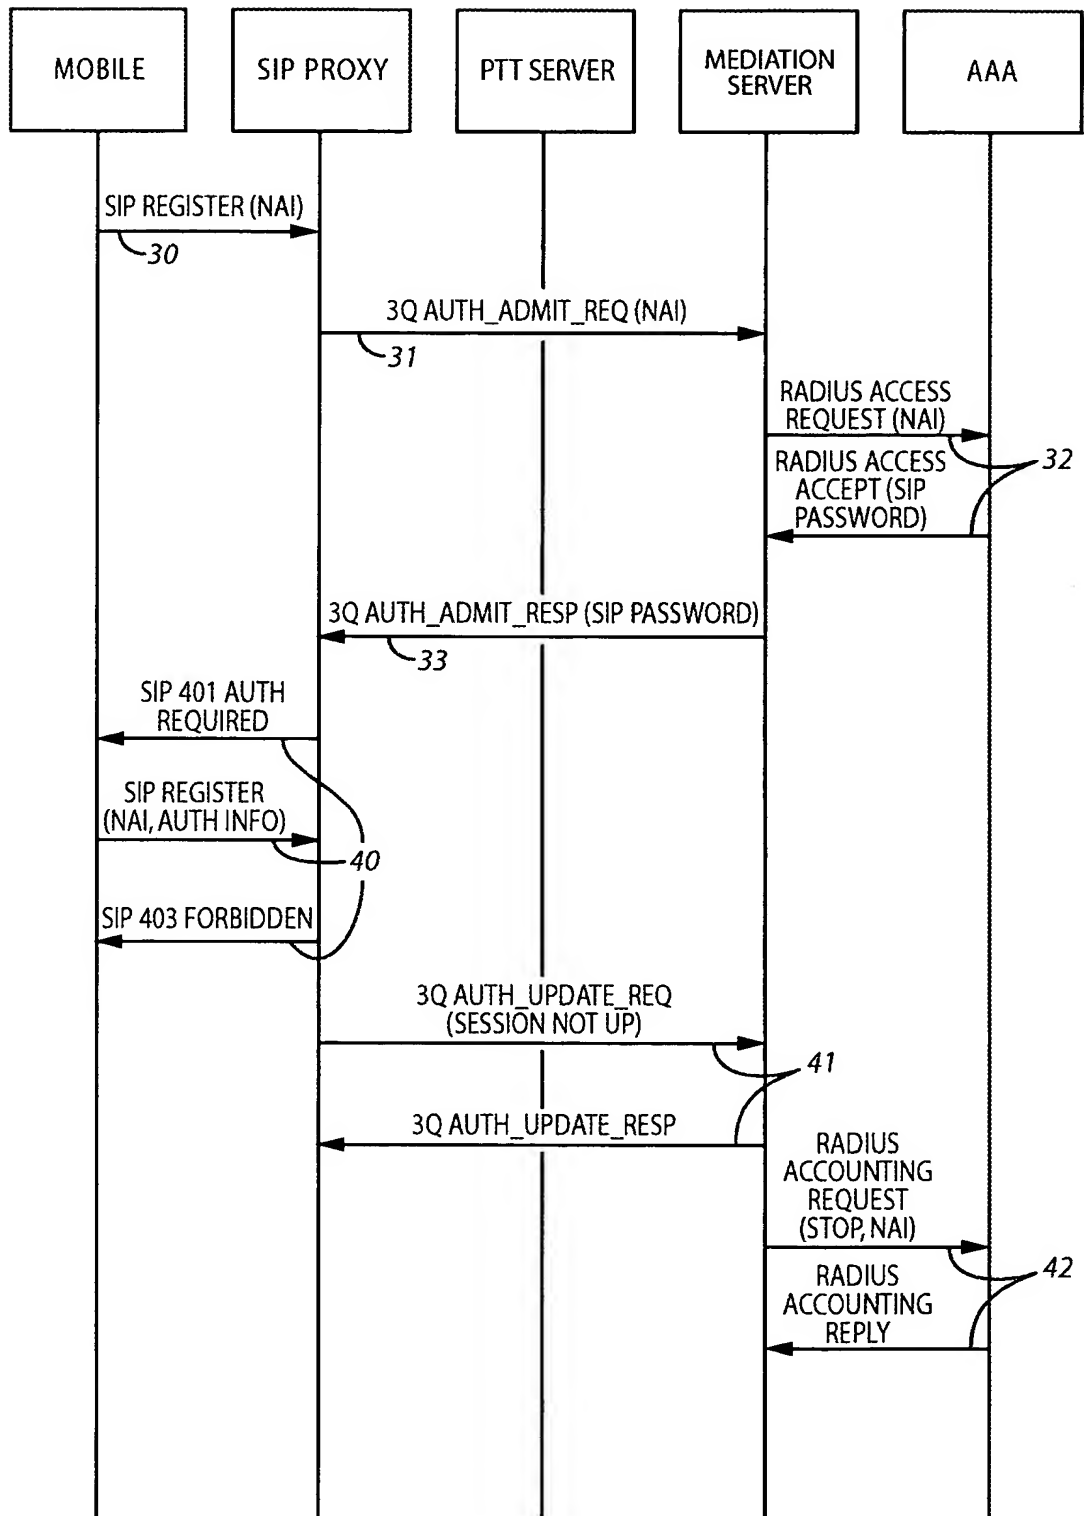 MOBILE
SIP PROXY
PTT SERVER
MEDIATION
SERVER
AAA
SIP REGISTER (NAI)
30
3Q AUTH_ADMIT_REQ (NAI)
31
RADIUS ACCESS
REQUEST (NAI)
32
RADIUS ACCESS
ACCEPT (SIP
PASSWORD)
3Q AUTH_ADMIT_RESP (SIP PASSWORD)
33
SIP 401 AUTH
REQUIRED
SIP REGISTER
(NAI, AUTH INFO)
40
SIP 403 FORBIDDEN
3Q AUTH_UPDATE_REQ
(SESSION NOT UP)
41
3Q AUTH_UPDATE_RESP
RADIUS
ACCOUNTING
REQUEST
(STOP, NAI)
42
RADIUS
ACCOUNTING
REPLY